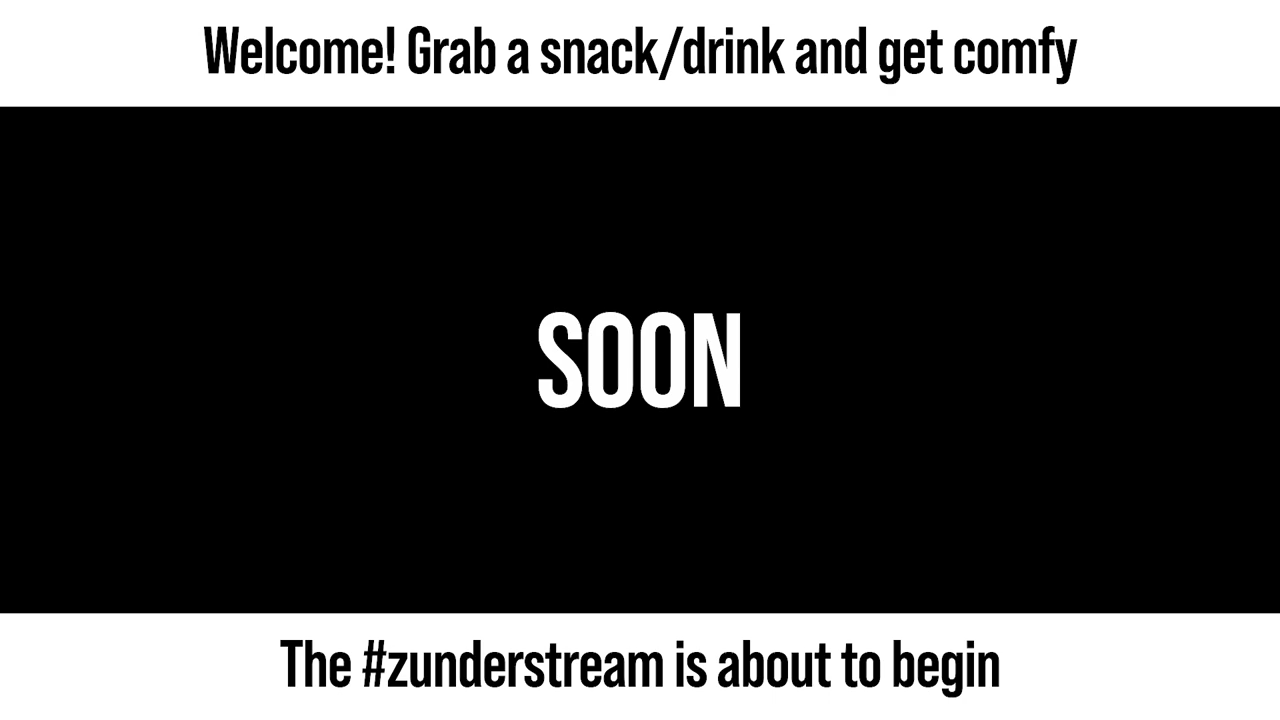 Welcome! Grab a snack/drink and get comfy
SOON
The #zunderstream is about to begin